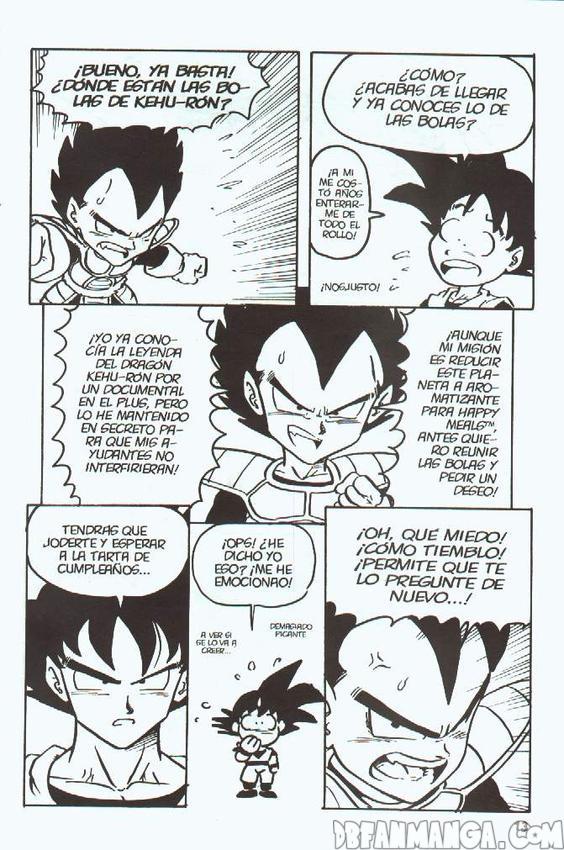 ¡BUENO, YA BASTA!
¿DÓNDE ESTÁN LAS BO-
LAS DE KEHU-RÓN?
¿CÓMO?
¿ACABAS DE LLEGAR
Y YA CONOCES LO DE
LAS BOLAS?
¡A MI
ME COS-
TÓ AÑOS
ENTERAR-
ME DE
TODO EL
ROLLO!
¡NOSJUSTO!
¡YO YA CONO-
CÍA LA LEYENDA
DEL DRAGÓN
KEHU-RÓN POR
UN DOCUMENTAL
EN EL PLUS, PERO
LO HE MANTENIDO
EN SECRETO PA-
RA QUE MIS A-
YUDANTES NO
INTERFIRIERAN!
¡AUNQUE
MI MISIÓN
ES REDUCIR
ESTE PLA-
NETA A ARO-
MATIZANTE
PARA HAPPY
MEALS™,
ANTES QUIE-
RO REUNIR
LAS BOLAS Y
PEDIR UN
DESEO!
TENDRAS QUE
JODERTE Y ESPERAR
A LA TARTA DE
CUMPLEAÑOS...
¡OPS! ¿HE
DICHO YO
ESO? ¡ME HE
EMOCIONAO!
A VER SI
SE LO VA A
CREER...
DEMASIADO
PICANTE
¡OH, QUÉ MIEDO!
¡CÓMO TIEMBLO!
¡PERMITE QUE TE
LO PREGUNTE DE
NUEVO...!
DBFANMANGA.COM